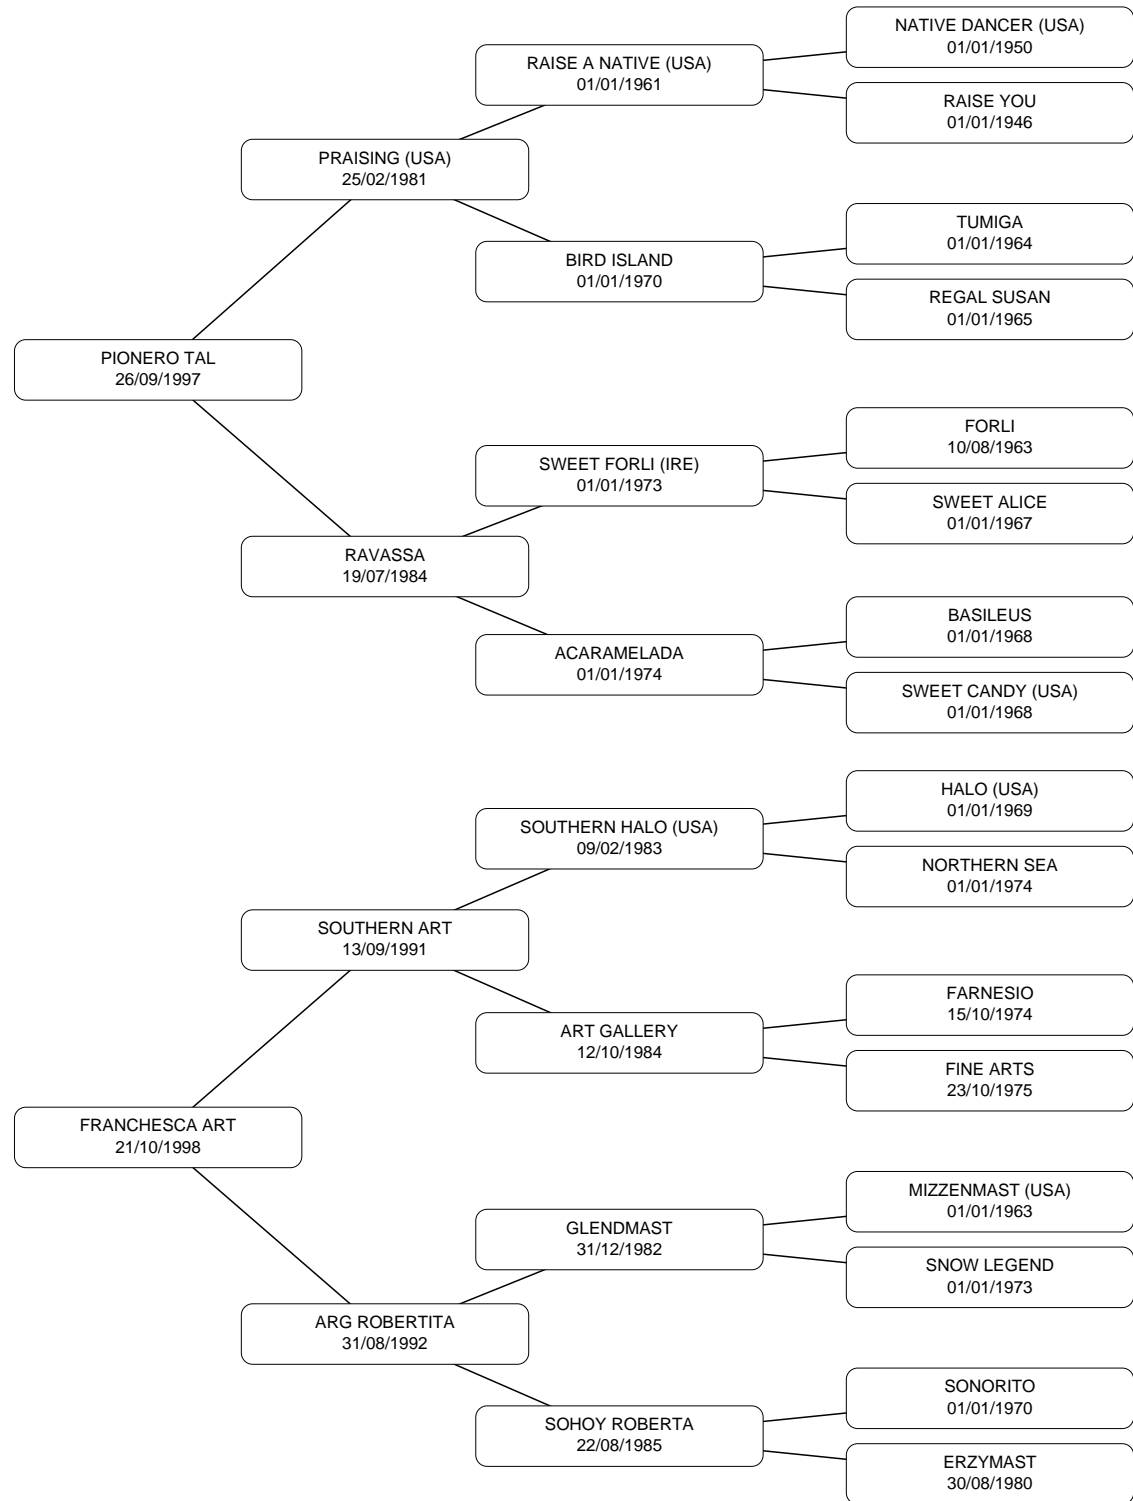 NATIVE DANCER (USA)
01/01/1950
RAISE A NATIVE (USA)
01/01/1961
RAISE YOU
01/01/1946
PRAISING (USA)
25/02/1981
TUMIGA
01/01/1964
BIRD ISLAND
01/01/1970
REGAL SUSAN
01/01/1965
PIONERO TAL
26/09/1997
FORLI
10/08/1963
SWEET FORLI (IRE)
01/01/1973
SWEET ALICE
01/01/1967
RAVASSA
19/07/1984
BASILEUS
01/01/1968
ACARAMELADA
01/01/1974
SWEET CANDY (USA)
01/01/1968
HALO (USA)
01/01/1969
SOUTHERN HALO (USA)
09/02/1983
NORTHERN SEA
01/01/1974
SOUTHERN ART
13/09/1991
FARNESIO
15/10/1974
ART GALLERY
12/10/1984
FINE ARTS
23/10/1975
FRANCHESCA ART
21/10/1998
MIZZENMAST (USA)
01/01/1963
GLENDMAST
31/12/1982
SNOW LEGEND
01/01/1973
ARG ROBERTITA
31/08/1992
SONORITO
01/01/1970
SOHOY ROBERTA
22/08/1985
ERZYMAST
30/08/1980